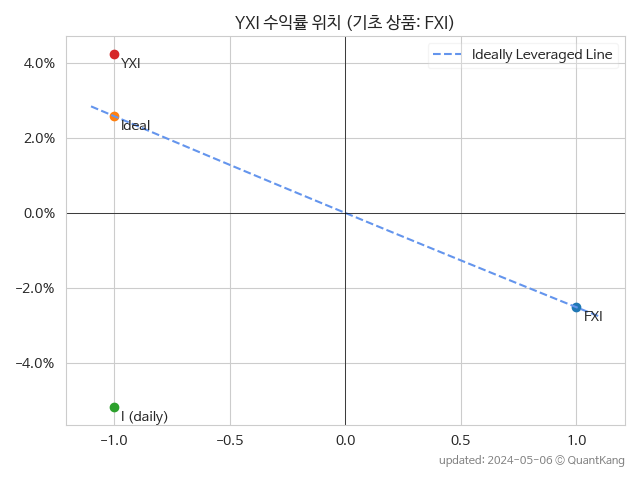 YXI 수익률 위치 (기초 상품: FXI)
Ideally Leveraged Line
4.0%
2.0%
0.0%
−2.0%
−4.0%
YXI
Ideal
FXI
I (daily)
−1.0
−0.5
0.0
0.5
1.0
updated: 2024-05-06 © QuantKang